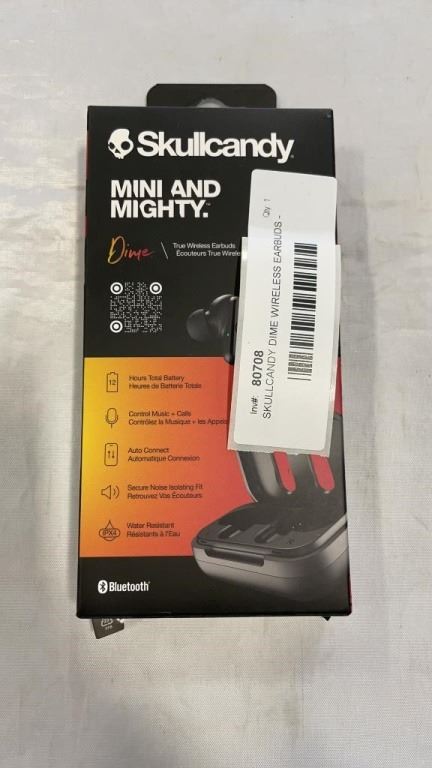 Skullcandy
MINI AND
MIGHTY.™
Dime
True Wireless Earbuds
Écouteurs True Wirele
12
Hours Total Battery
Heures de Batterie Totale
Control Music + Calls
Contrôlez la Musique + les Appels
Auto Connect
Automatique Connexion
Secure Noise Isolating Fit
Retrouvez Vos Écouteurs
IPX4
Water Resistant
Résistants à l'Eau
Bluetooth®
Qty: 1
Inv#: 80708
SKULLCANDY DIME WIRELESS EARBUDS -